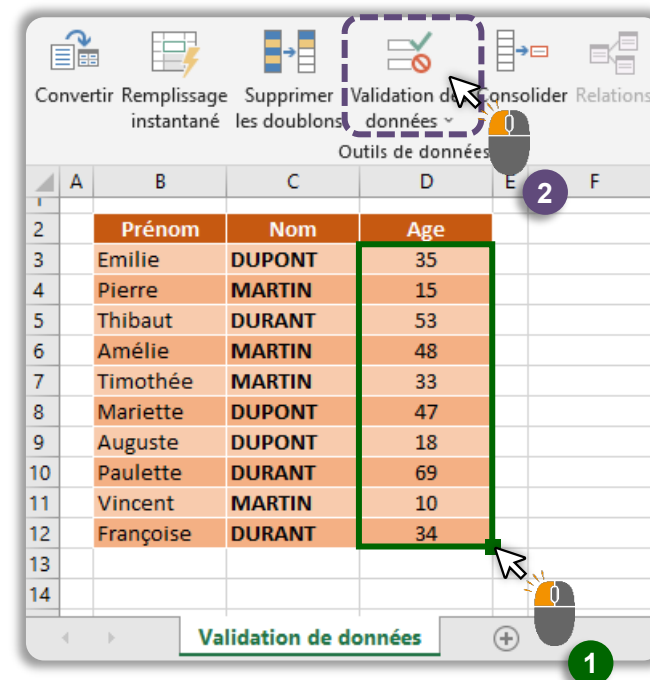 Convertir Remplissage instantané Supprimer les doublons Validation de données Consolider Relations
Outils de données
A B C D E F
1
2 Prénom Nom Age
3 Emilie DUPONT 35
4 Pierre MARTIN 15
5 Thibaut DURANT 53
6 Amélie MARTIN 48
7 Timothée MARTIN 33
8 Mariette DUPONT 47
9 Auguste DUPONT 18
10 Paulette DURANT 69
11 Vincent MARTIN 10
12 Françoise DURANT 34
13
14
Validation de données
2
1